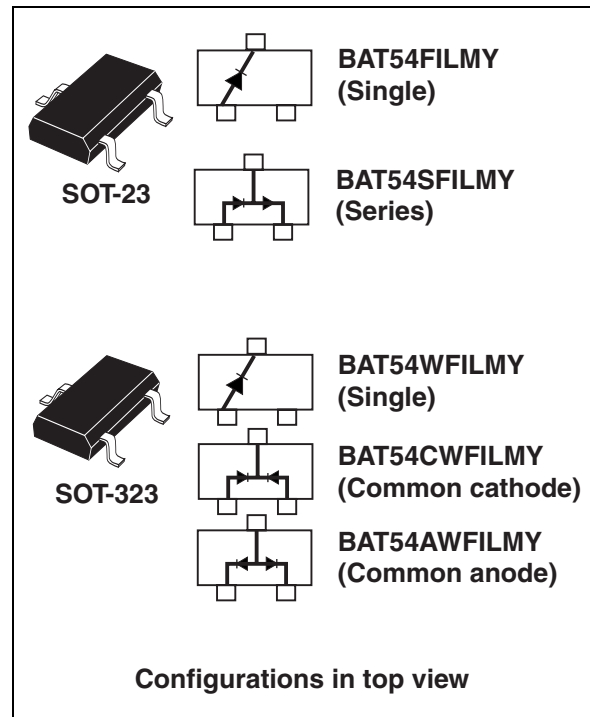 BAT54FILMY
(Single)
SOT-23
BAT54SFILMY
(Series)
BAT54WFILMY
(Single)
SOT-323
BAT54CWFILMY
(Common cathode)
BAT54AWFILMY
(Common anode)
Configurations in top view